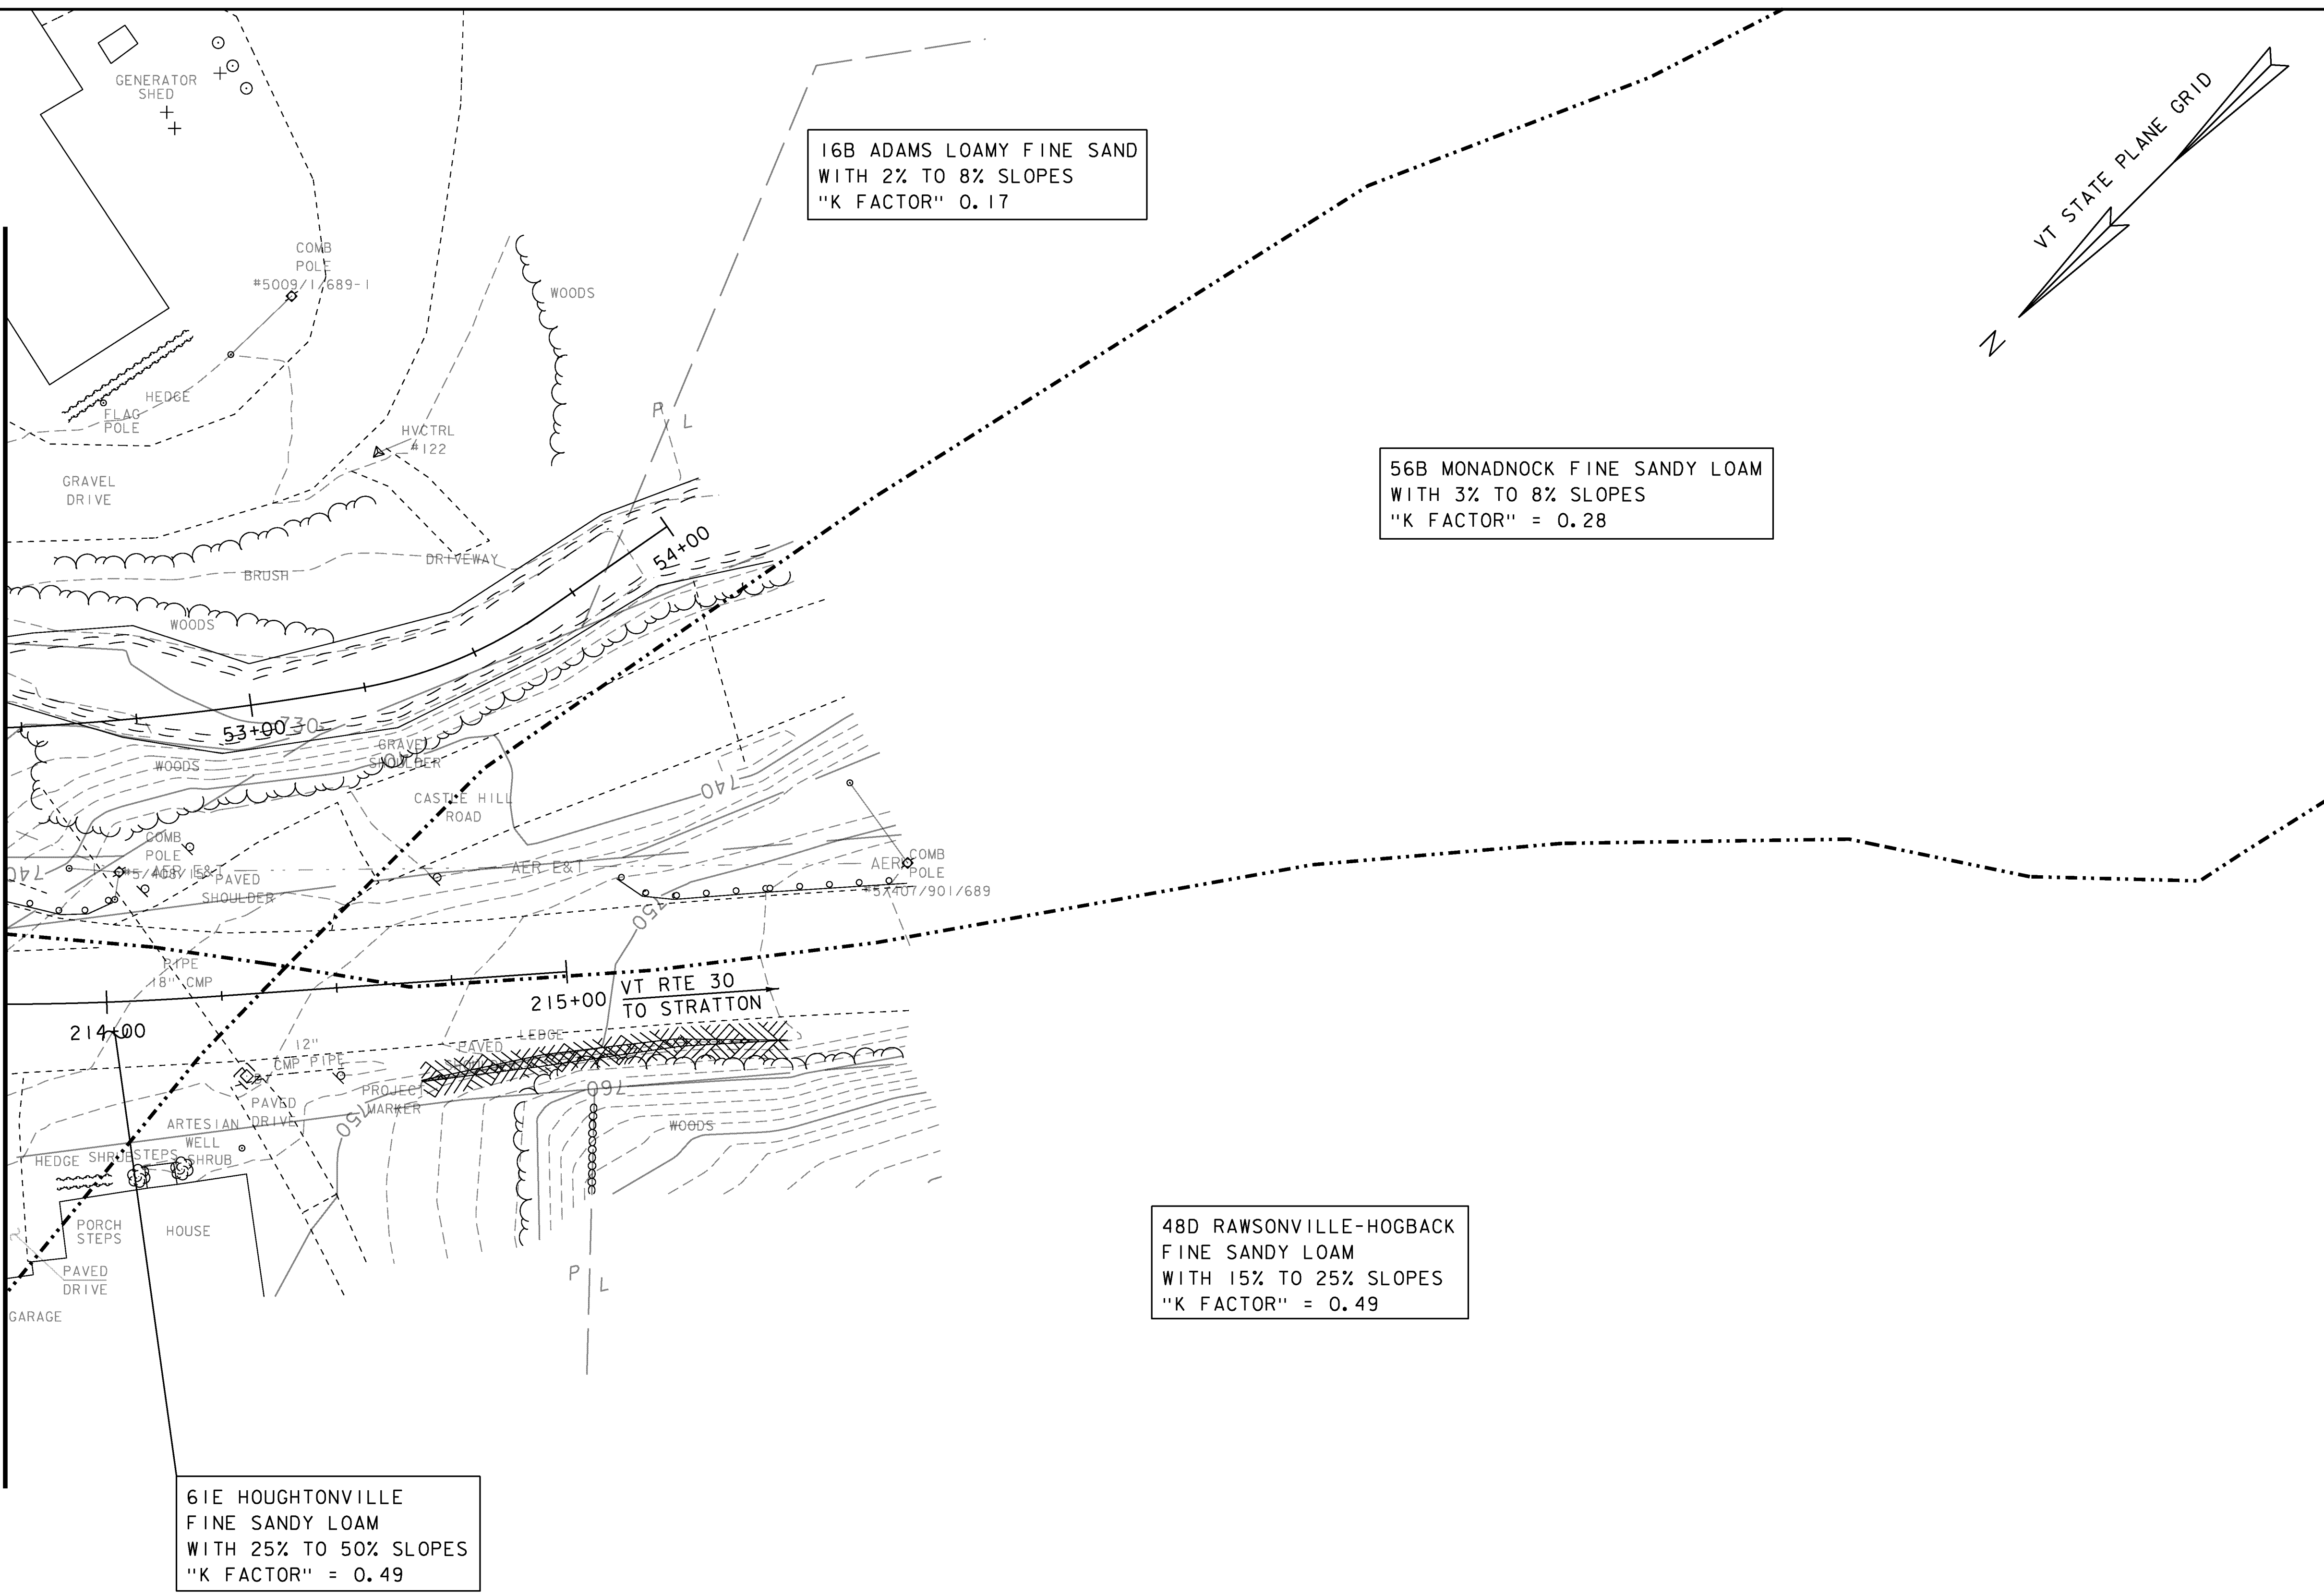 GENERATOR
SHED
16B ADAMS LOAMY FINE SAND
WITH 2% TO 8% SLOPES
"K FACTOR" 0.17
VT STATE PLANE GRID
N
COMB
POLE
#5009/1/689-1
WOODS
HEDGE
FLAG
POLE
P
L
HVCTRL
#122
GRAVEL
DRIVE
56B MONADNOCK FINE SANDY LOAM
WITH 3% TO 8% SLOPES
"K FACTOR" = 0.28
54+00
DRIVEWAY
BRUSH
WOODS
53+00
730
GRAVEL
SHOULDER
WOODS
740
CASTLE HILL
ROAD
COMB
POLE
740
AER E&T
AER E&T
AER
COMB
POLE
#5X407/901/689
PAVED
SHOULDER
750
PIPE
18" CMP
215+00
VT RTE 30
TO STRATTON
214+00
12"
CMP PIPE
LEDGE
PAVED
760
PROJECT
MARKER
PAVED
DRIVE
750
ARTESIAN
WELL
WOODS
HEDGE
SHRUB
STEPS
SHRUB
PORCH
STEPS
HOUSE
PAVED
DRIVE
GARAGE
P
L
48D RAWSONVILLE-HOGBACK
FINE SANDY LOAM
WITH 15% TO 25% SLOPES
"K FACTOR" = 0.49
61E HOUGHTONVILLE
FINE SANDY LOAM
WITH 25% TO 50% SLOPES
"K FACTOR" = 0.49